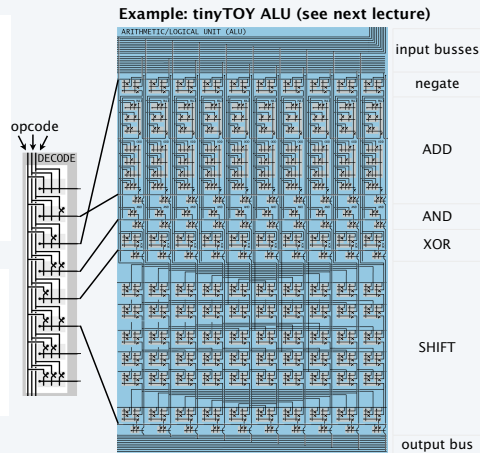 Example: tinyTOY ALU (see next lecture)
ARITHMETIC/LOGICAL UNIT (ALU)
input busses
negate
opcode
DECODE
ADD
AND
XOR
SHIFT
output bus